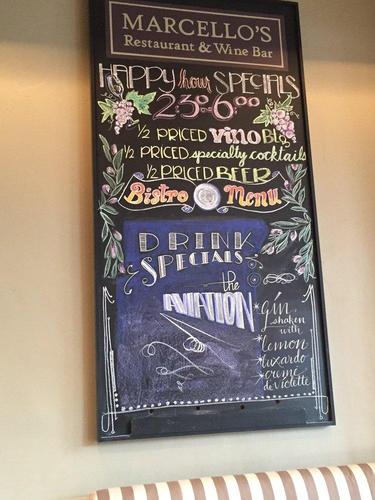 MARCELLO'S
Restaurant & Wine Bar
HAPPY hour SPECIALS
2:30-6:00
1/2 PRICED VINO BTG
1/2 PRICED specialty cocktails
1/2 PRICED BEER
Bistro Menu
DRINK
SPECIALS
the
AVIATION
*Gin
shaken
with
*lemon
*luxardo
*creme
de violette